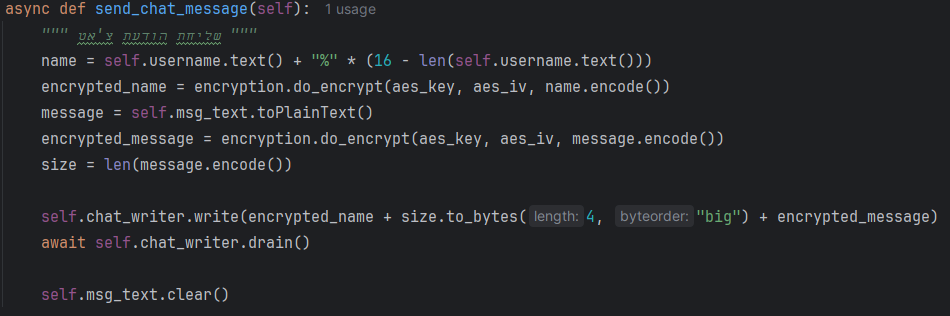 async def send_chat_message(self): 1 usage
""" שליחת הודעת צ'אט """
name = self.username.text() + "%" * (16 - len(self.username.text()))
encrypted_name = encryption.do_encrypt(aes_key, aes_iv, name.encode())
message = self.msg_text.toPlainText()
encrypted_message = encryption.do_encrypt(aes_key, aes_iv, message.encode())
size = len(message.encode())
self.chat_writer.write(encrypted_name + size.to_bytes( length: 4, byteorder: "big") + encrypted_message)
await self.chat_writer.drain()
self.msg_text.clear()